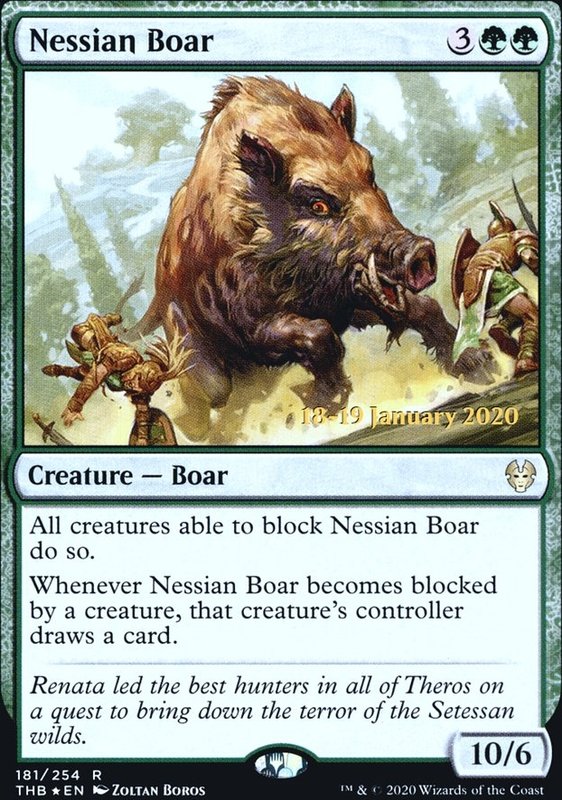 Nessian Boar 3
18-19 January 2020
Creature — Boar
All creatures able to block Nessian Boar
do so.
Whenever Nessian Boar becomes blocked
by a creature, that creature's controller
draws a card.
Renata led the best hunters in all of Theros on
a quest to bring down the terror of the Setessan
wilds.
10/6
181/254 R
THB ★ EN Zoltan Boros
™ & © 2020 Wizards of the Coast